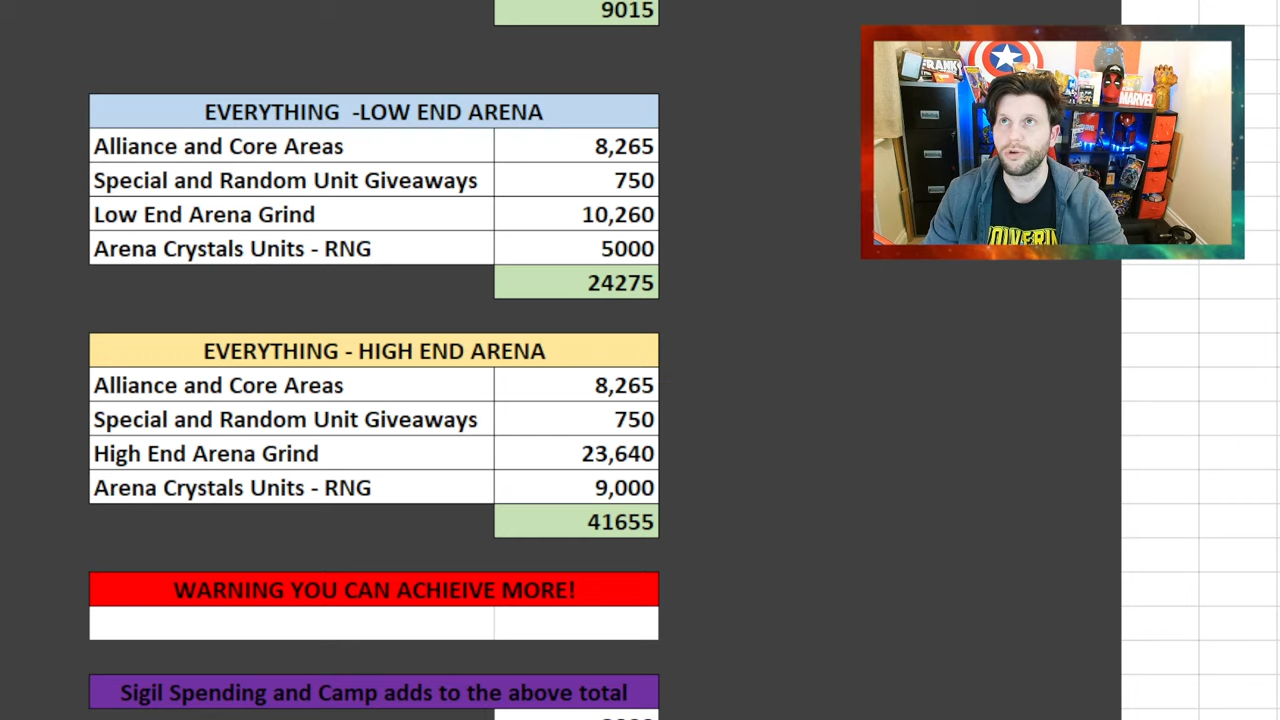 9015
EVERYTHING -LOW END ARENA
Alliance and Core Areas 8,265
Special and Random Unit Giveaways 750
Low End Arena Grind 10,260
Arena Crystals Units - RNG 5000
24275
EVERYTHING - HIGH END ARENA
Alliance and Core Areas 8,265
Special and Random Unit Giveaways 750
High End Arena Grind 23,640
Arena Crystals Units - RNG 9,000
41655
WARNING YOU CAN ACHIEIVE MORE!
Sigil Spending and Camp adds to the above total
FRANK
MARVEL